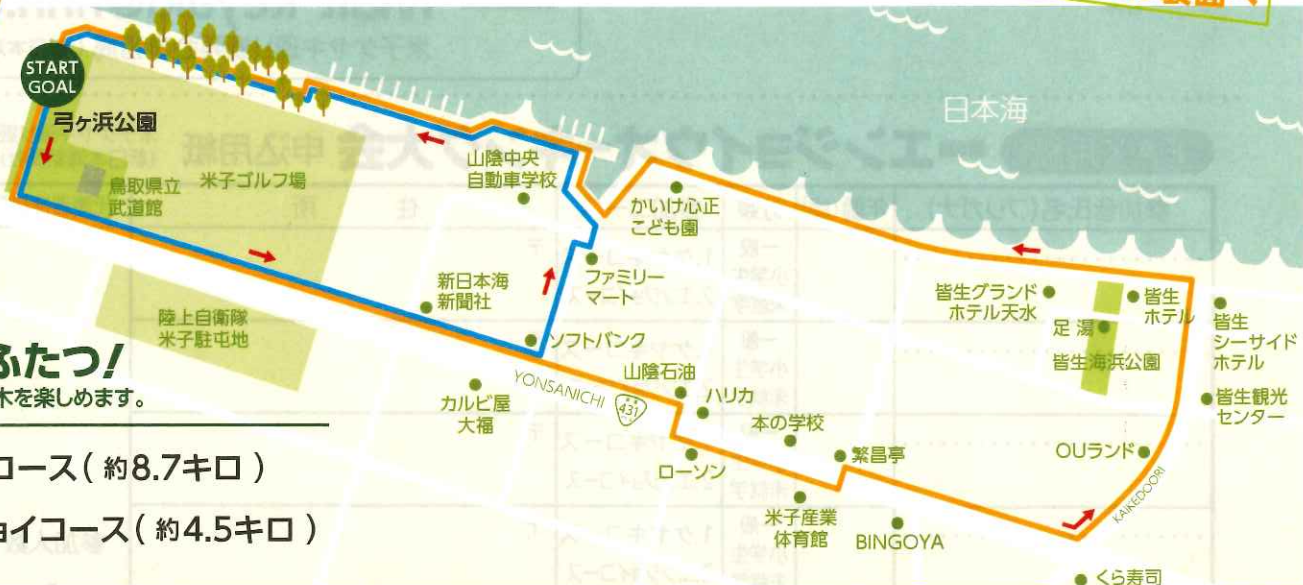 日本海
START
GOAL
弓ヶ浜公園
鳥取県立
武道館
米子ゴルフ場
山陰中央
自動車学校
かいけ心正
こども園
ファミリー
マート
新日本海
新聞社
ソフトバンク
陸上自衛隊
米子駐屯地
皆生グランド
ホテル天水
足湯
皆生海浜公園
皆生
ホテル
皆生
シーサイド
ホテル
皆生観光
センター
YONSANICHI
431
カルビ屋
大福
山陰石油
ハリカ
本の学校
ローソン
繁昌亭
米子産業
体育館
BINGOYA
OUランド
KAIKEDOORI
くら寿司
ふたつ!
木を楽しめます。
コース(約8.7キロ)
ョイコース(約4.5キロ)